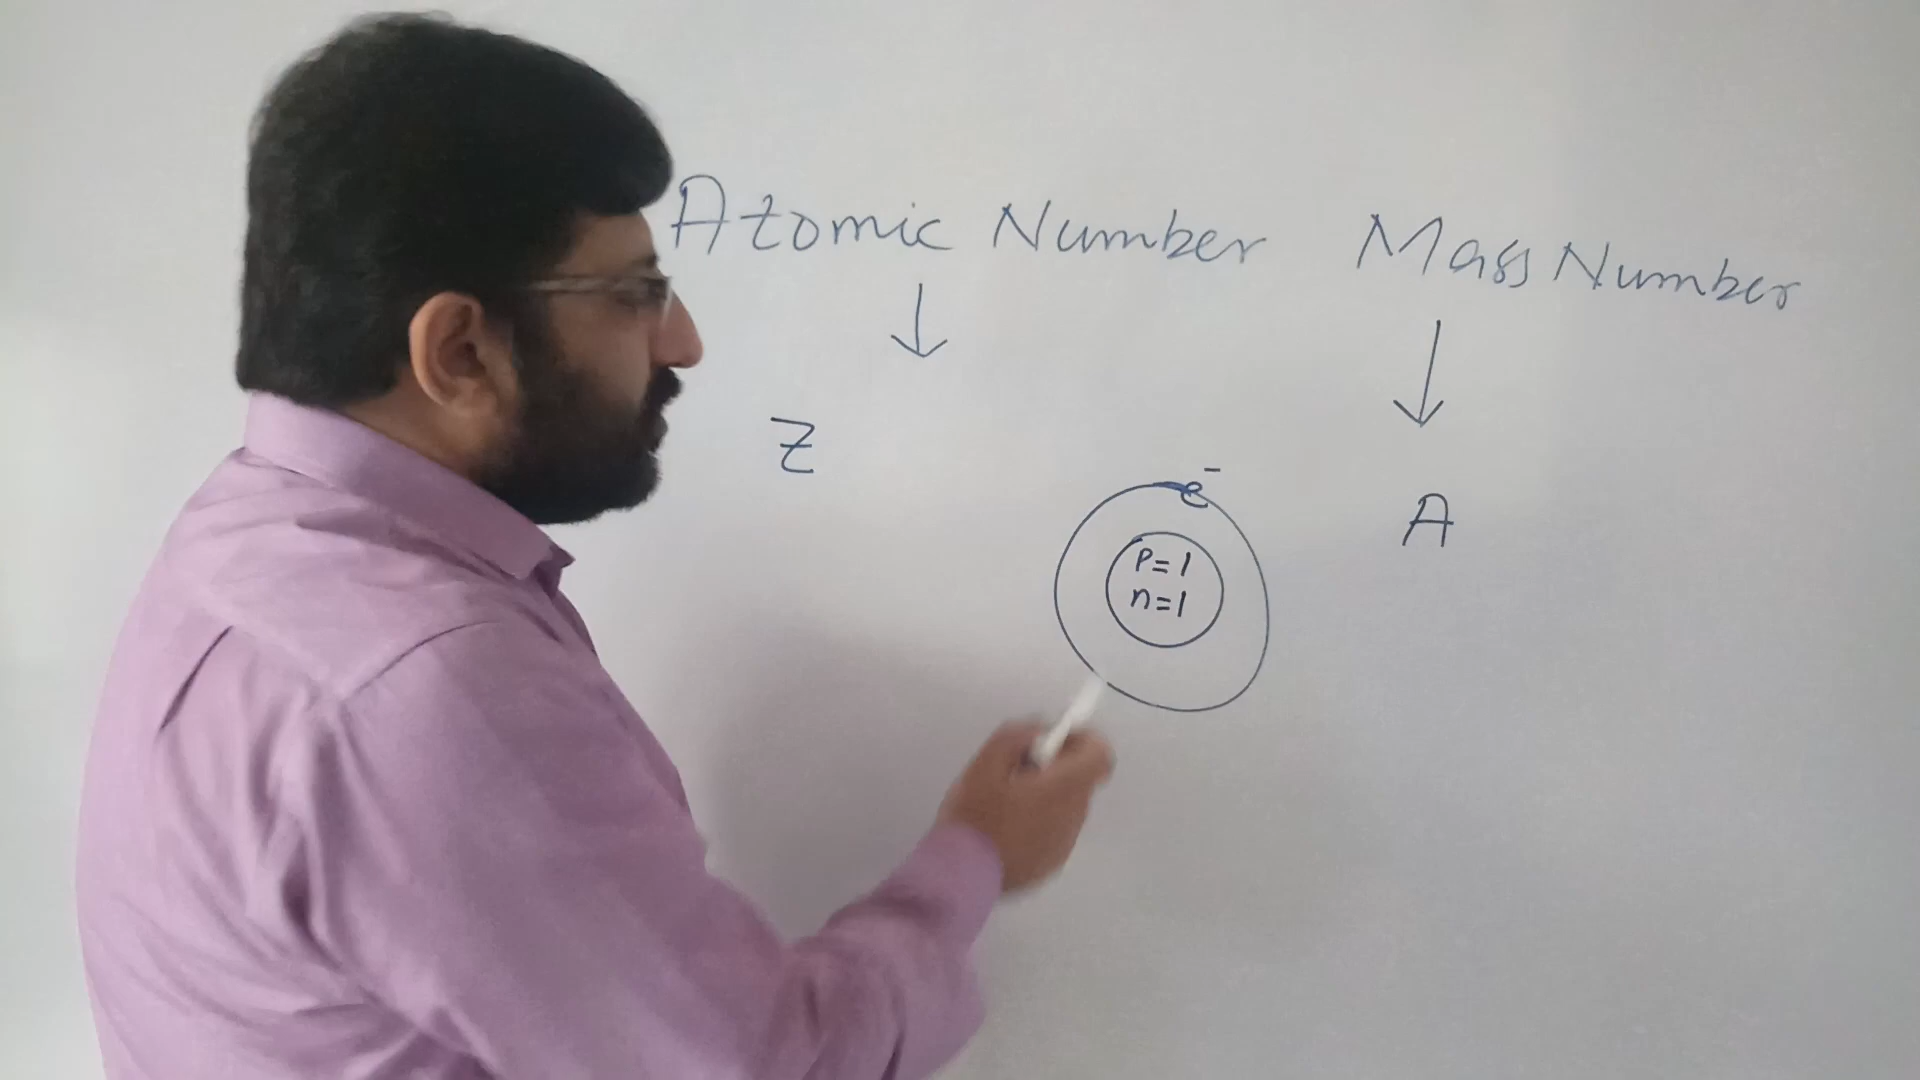 Atomic Number Mass Number
Z
A
e⁻
P=1
n=1